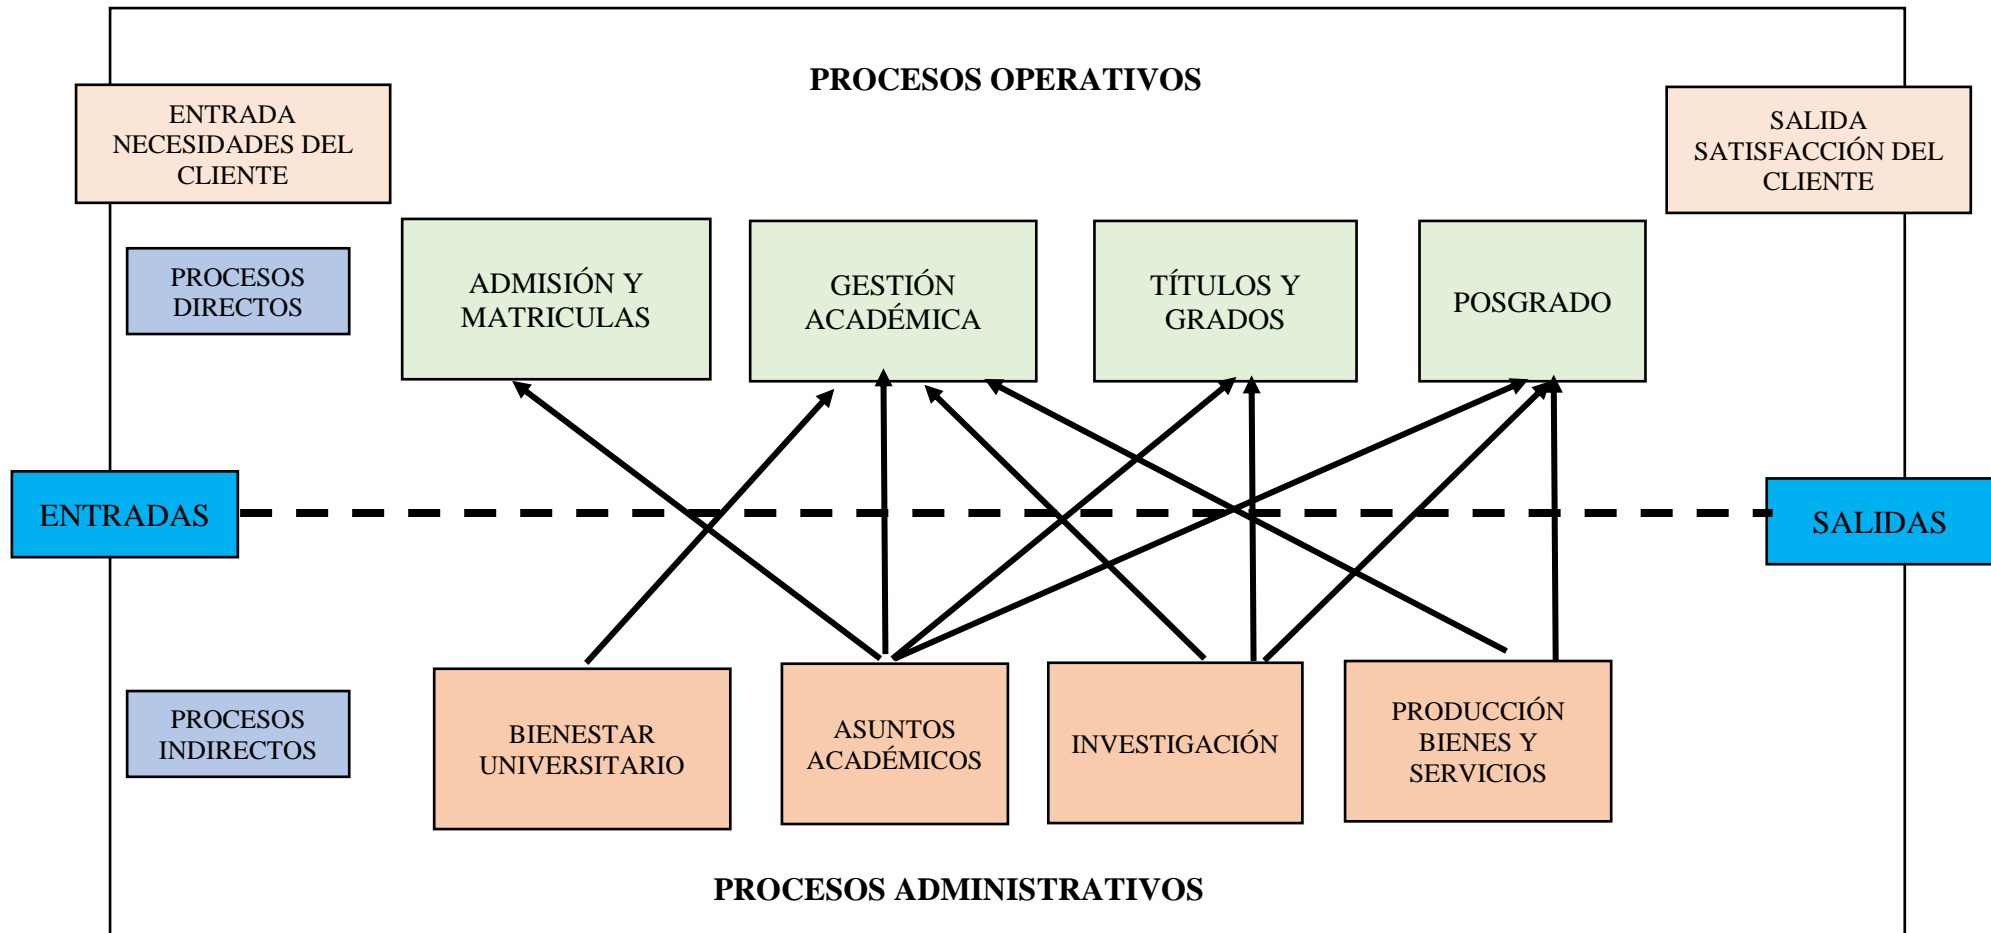 PROCESOS OPERATIVOS
ENTRADA
NECESIDADES DEL
CLIENTE
SALIDA
SATISFACCIÓN DEL
CLIENTE
PROCESOS
DIRECTOS
ADMISIÓN Y
MATRICULAS
GESTIÓN
ACADÉMICA
TÍTULOS Y
GRADOS
POSGRADO
ENTRADAS
SALIDAS
PROCESOS
INDIRECTOS
BIENESTAR
UNIVERSITARIO
ASUNTOS
ACADÉMICOS
INVESTIGACIÓN
PRODUCCIÓN
BIENES Y
SERVICIOS
PROCESOS ADMINISTRATIVOS